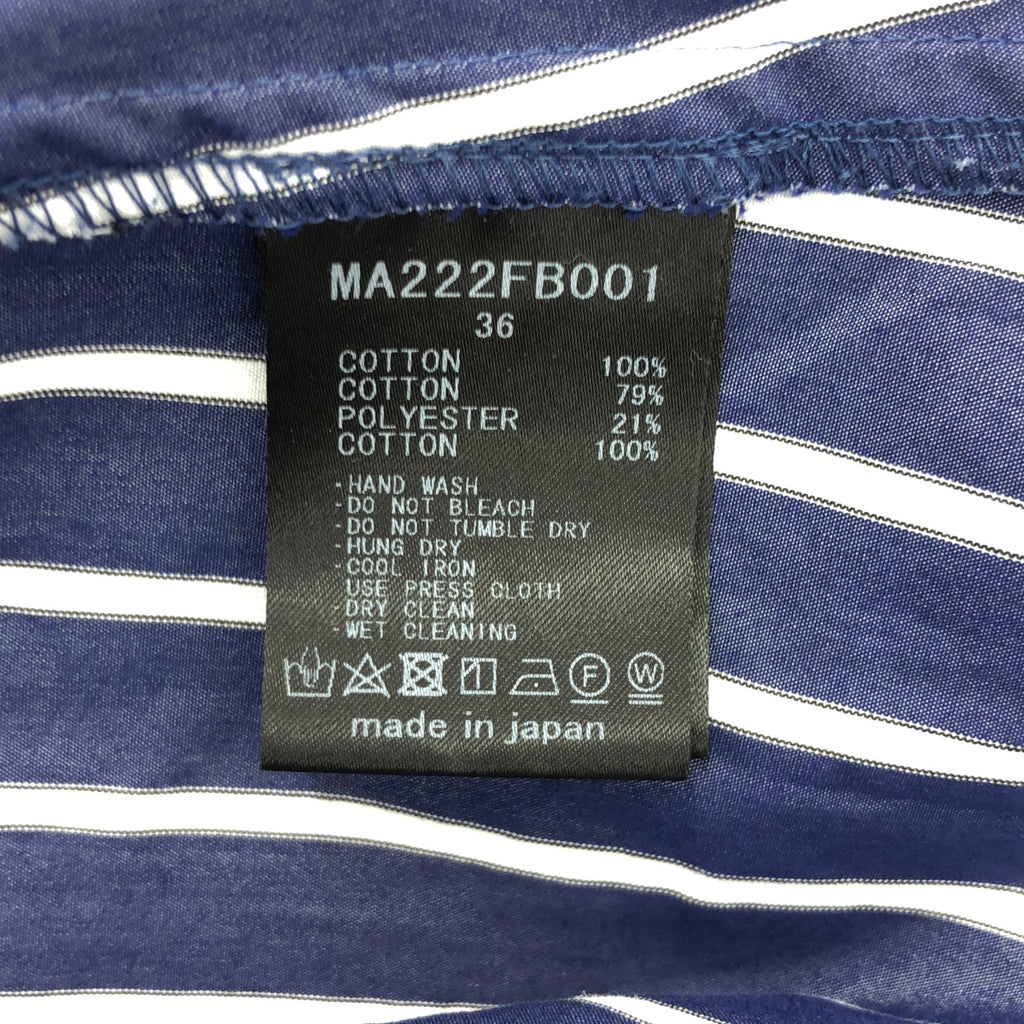 MA222FB001
36
COTTON 100%
COTTON 79%
POLYESTER 21%
COTTON 100%
-HAND WASH
-DO NOT BLEACH
-DO NOT TUMBLE DRY
-HUNG DRY
-COOL IRON
USE PRESS CLOTH
-DRY CLEAN
-WET CLEANING
F W
made in japan